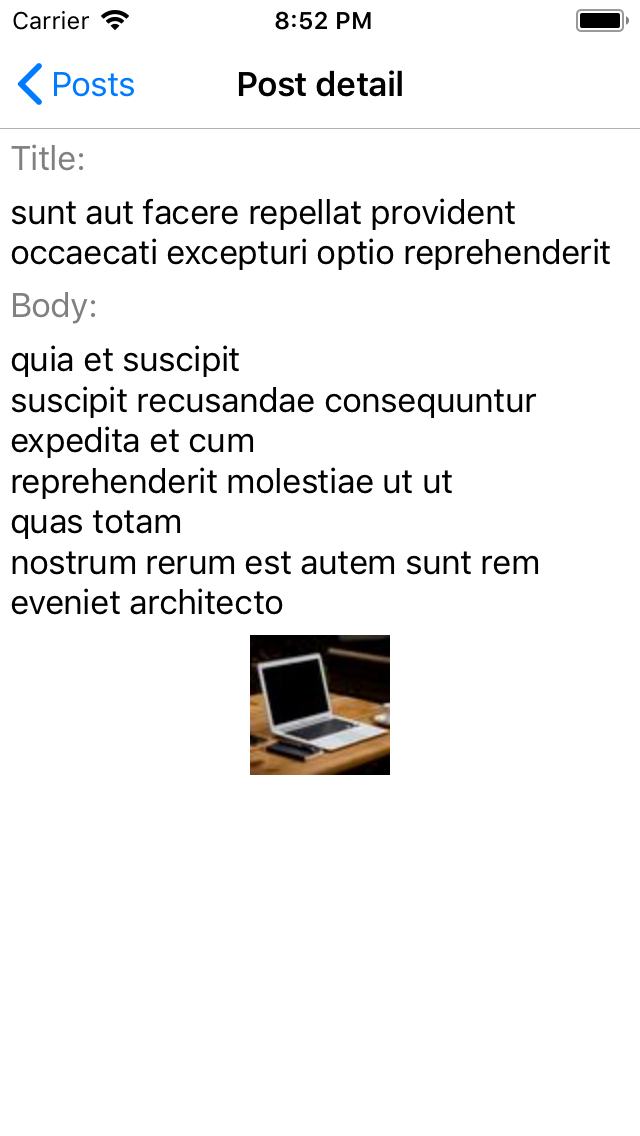 Carrier 8:52 PM
Posts Post detail
Title:
sunt aut facere repellat provident
occaecati excepturi optio reprehenderit
Body:
quia et suscipit
suscipit recusandae consequuntur
expedita et cum
reprehenderit molestiae ut ut
quas totam
nostrum rerum est autem sunt rem
eveniet architecto